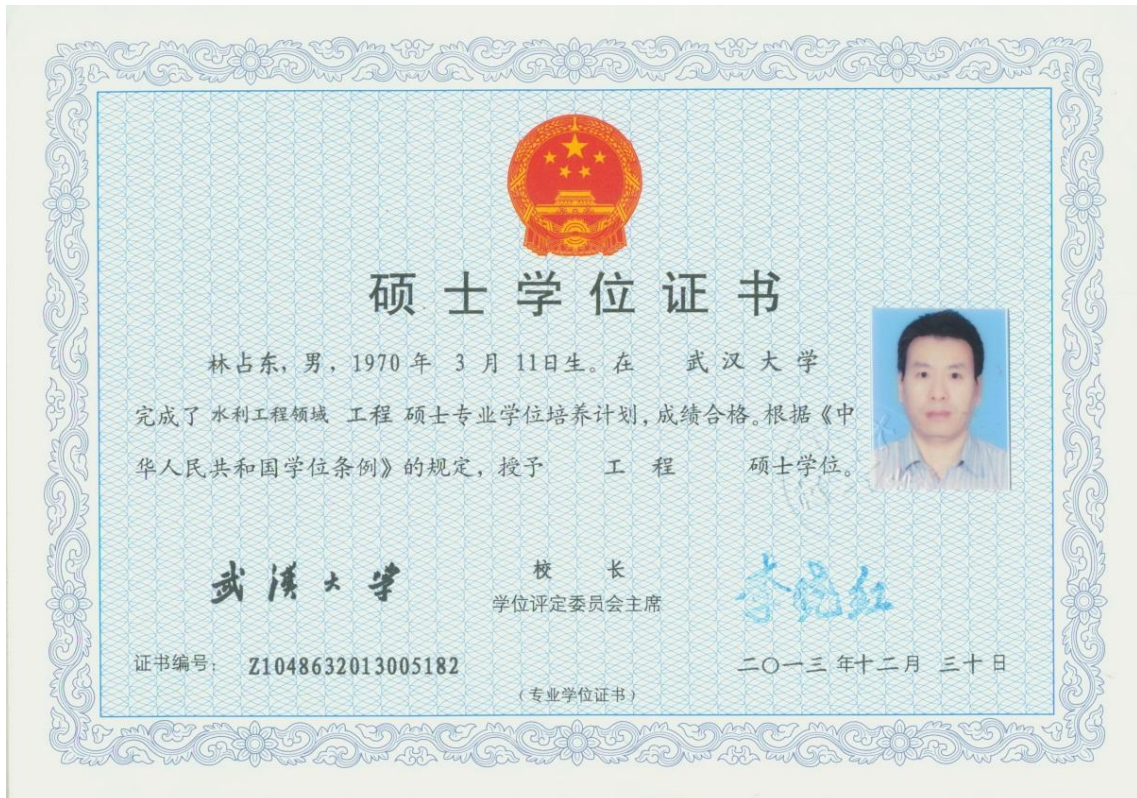 硕士学位证书
林占东，男，1970 年 3 月 11日生。在 武汉大学
完成了 水利工程领域 工程 硕士专业学位培养计划，成绩合格。根据《中
华人民共和国学位条例》的规定，授予 工 程 硕士学位。
武漢大学
校 长
学位评定委员会主席
李晓红
证书编号： Z1048632013005182
二〇一三 年十二月 三十 日
（专业学位证书）